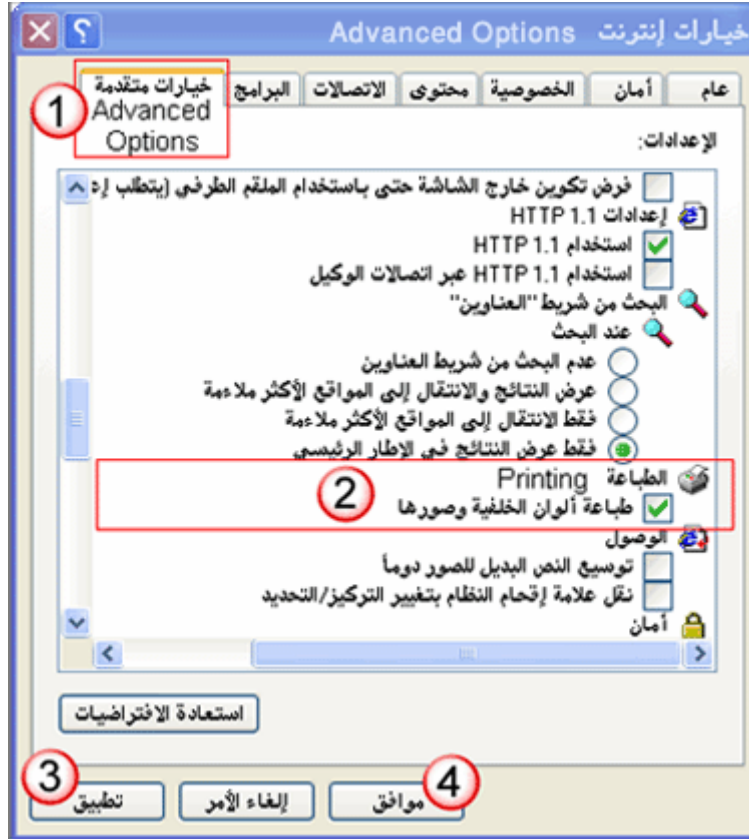 خيارات إنترنت Advanced Options
عام
أمان
الخصوصية
محتوى
الاتصالات
البرامج
خيارات متقدمة
Advanced
Options
1
الإعدادات:
فرض تكوين خارج الشاشة حتى باستخدام الملقم الطرفي (يتطلب إع
إعدادات HTTP 1.1
استخدام HTTP 1.1
استخدام HTTP 1.1 عبر اتصالات الوكيل
البحث من شريط "العناوين"
عند البحث
عدم البحث من شريط العناوين
عرض النتائج والانتقال إلى المواقع الأكثر ملاءمة
فقط الانتقال إلى المواقع الأكثر ملاءمة
فقط عرض النتائج في الإطار الرئيسي
الطباعة Printing
2
طباعة ألوان الخلفية وصورها
الوصول
توسيع النص البديل للصور دوماً
نقل علامة إقحام النظام بتغيير التركيز/التحديد
أمان
استعادة الافتراضيات
4
موافق
إلغاء الأمر
3
تطبيق